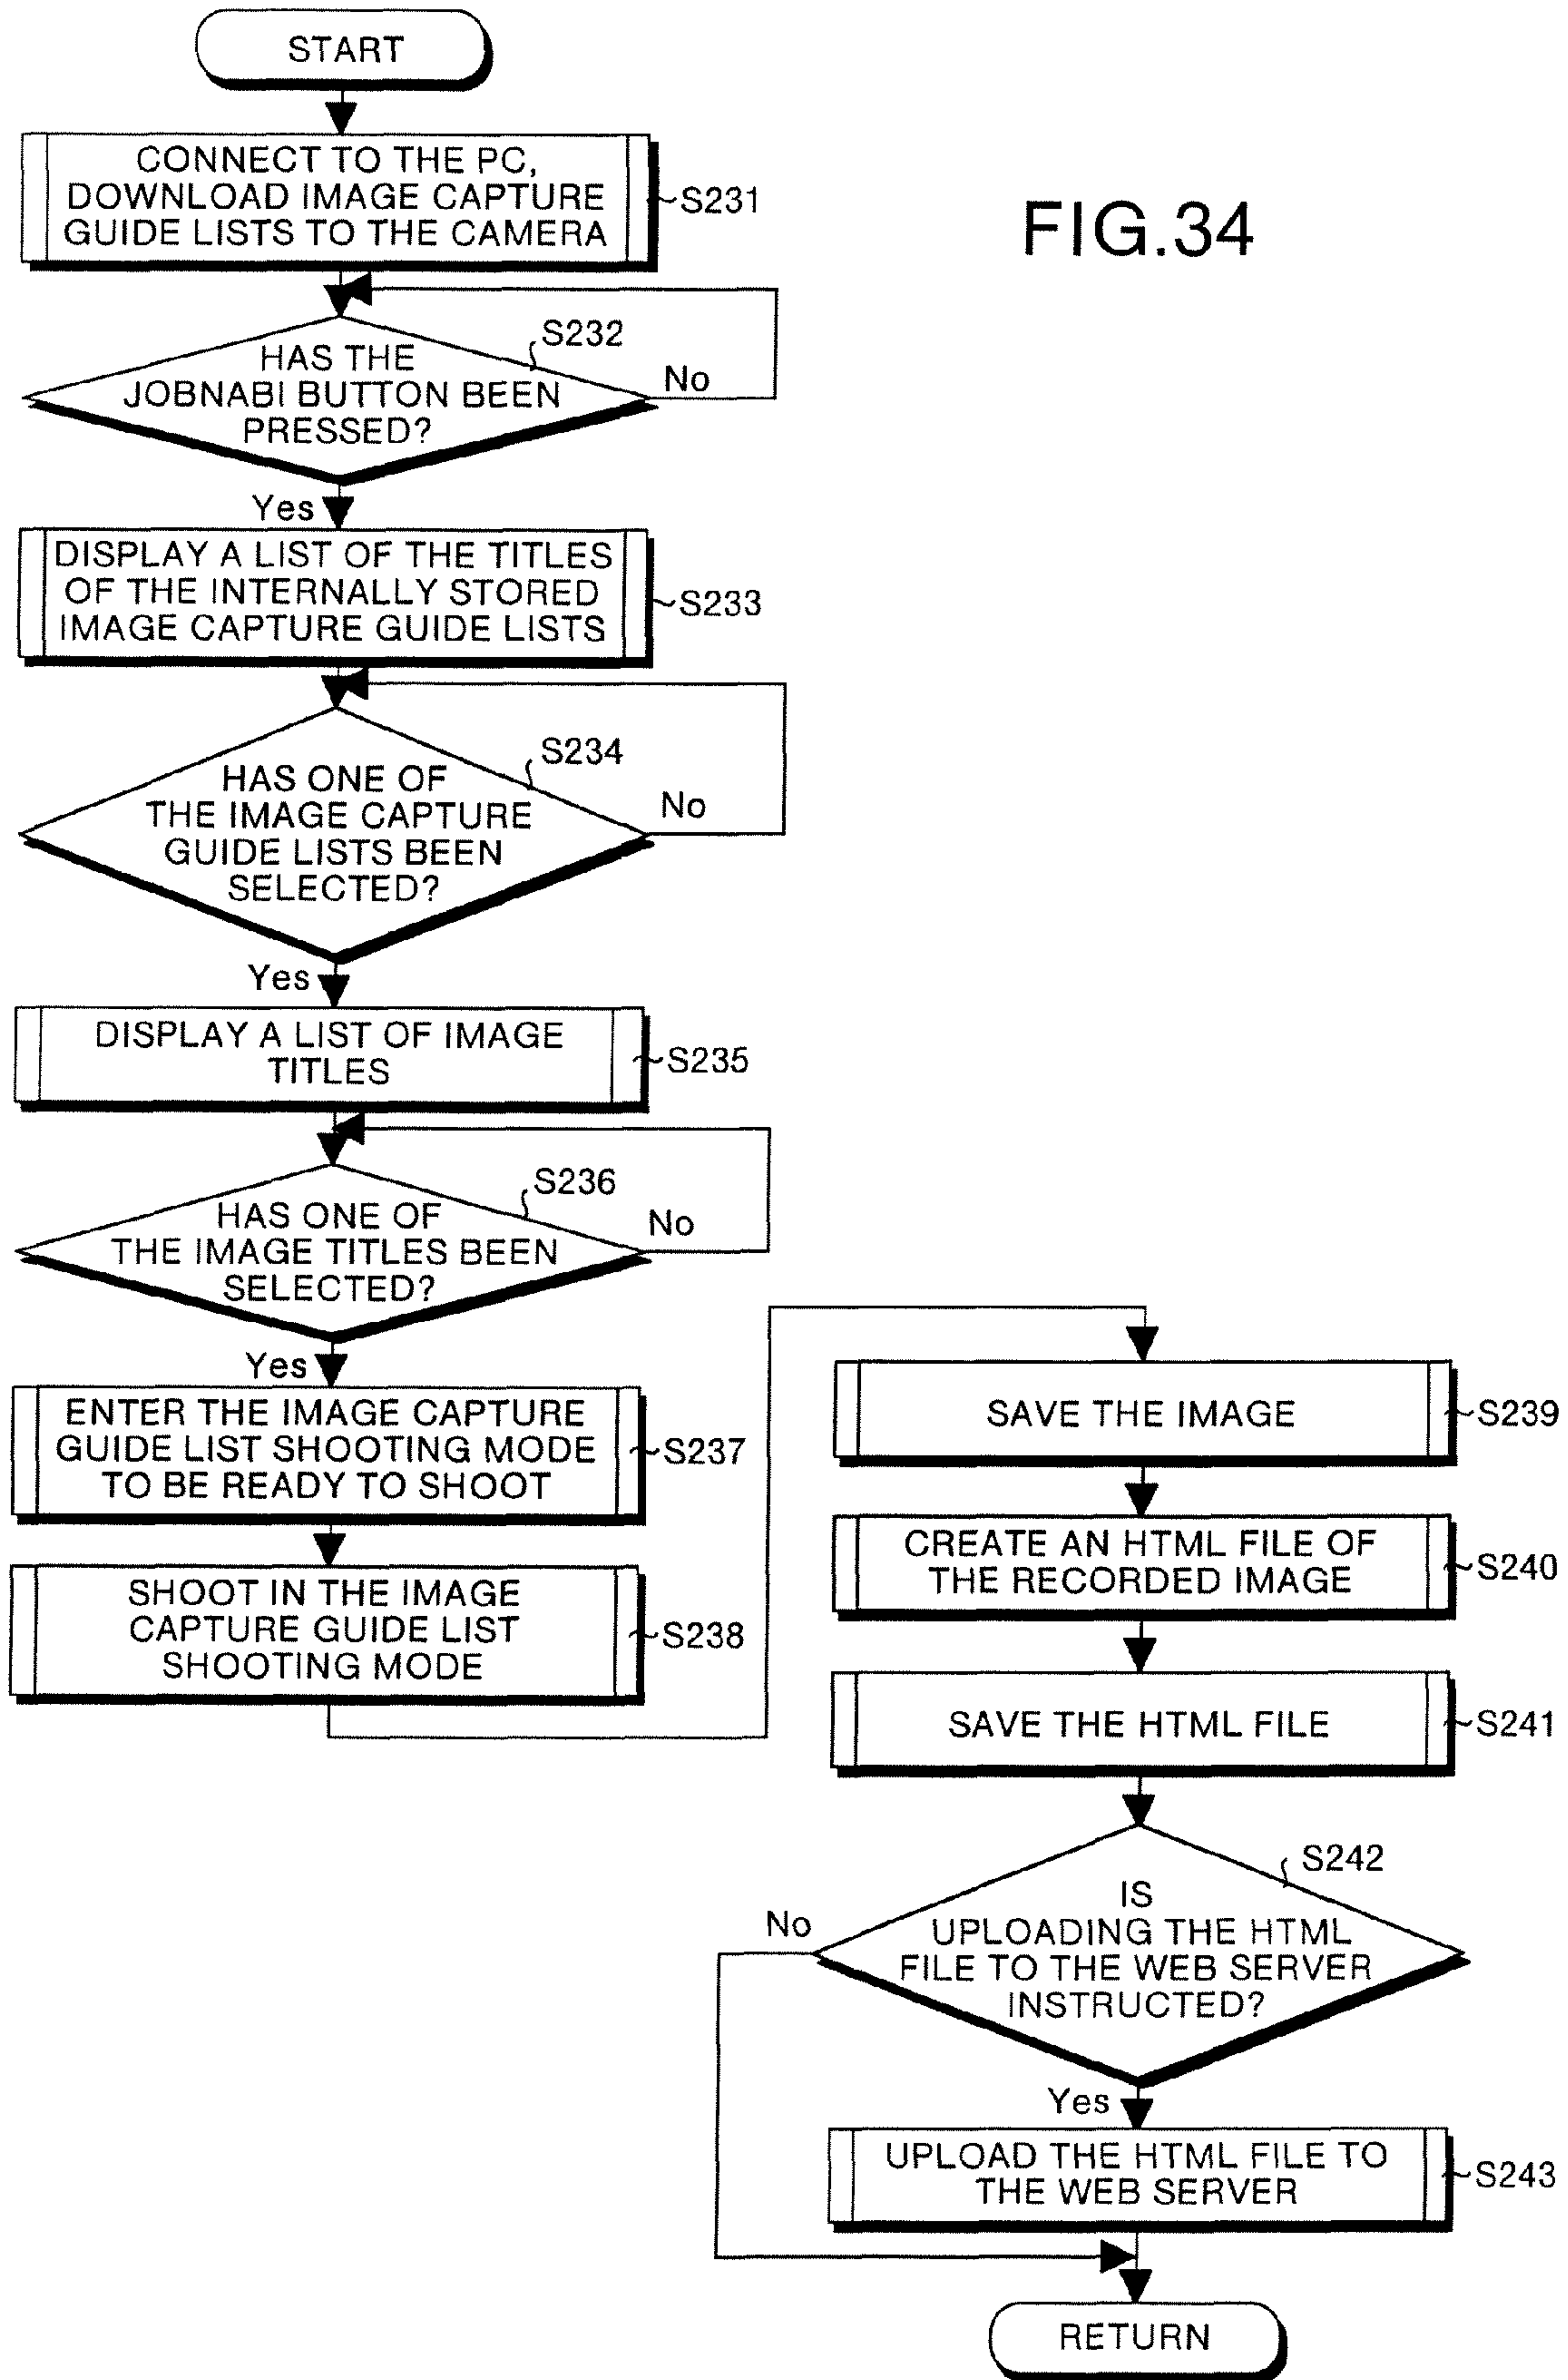 START
CONNECT TO THE PC,
DOWNLOAD IMAGE CAPTURE
GUIDE LISTS TO THE CAMERA
S231
FIG.34
S232
HAS THE
JOBNABI BUTTON BEEN
PRESSED?
No
Yes
DISPLAY A LIST OF THE TITLES
OF THE INTERNALLY STORED
IMAGE CAPTURE GUIDE LISTS
S233
S234
HAS ONE OF
THE IMAGE CAPTURE
GUIDE LISTS BEEN
SELECTED?
No
Yes
DISPLAY A LIST OF IMAGE
TITLES
S235
S236
HAS ONE OF
THE IMAGE TITLES BEEN
SELECTED?
No
Yes
ENTER THE IMAGE CAPTURE
GUIDE LIST SHOOTING MODE
TO BE READY TO SHOOT
S237
SHOOT IN THE IMAGE
CAPTURE GUIDE LIST
SHOOTING MODE
S238
SAVE THE IMAGE
S239
CREATE AN HTML FILE OF
THE RECORDED IMAGE
S240
SAVE THE HTML FILE
S241
S242
IS
UPLOADING THE HTML
FILE TO THE WEB SERVER
INSTRUCTED?
No
Yes
UPLOAD THE HTML FILE TO
THE WEB SERVER
S243
RETURN